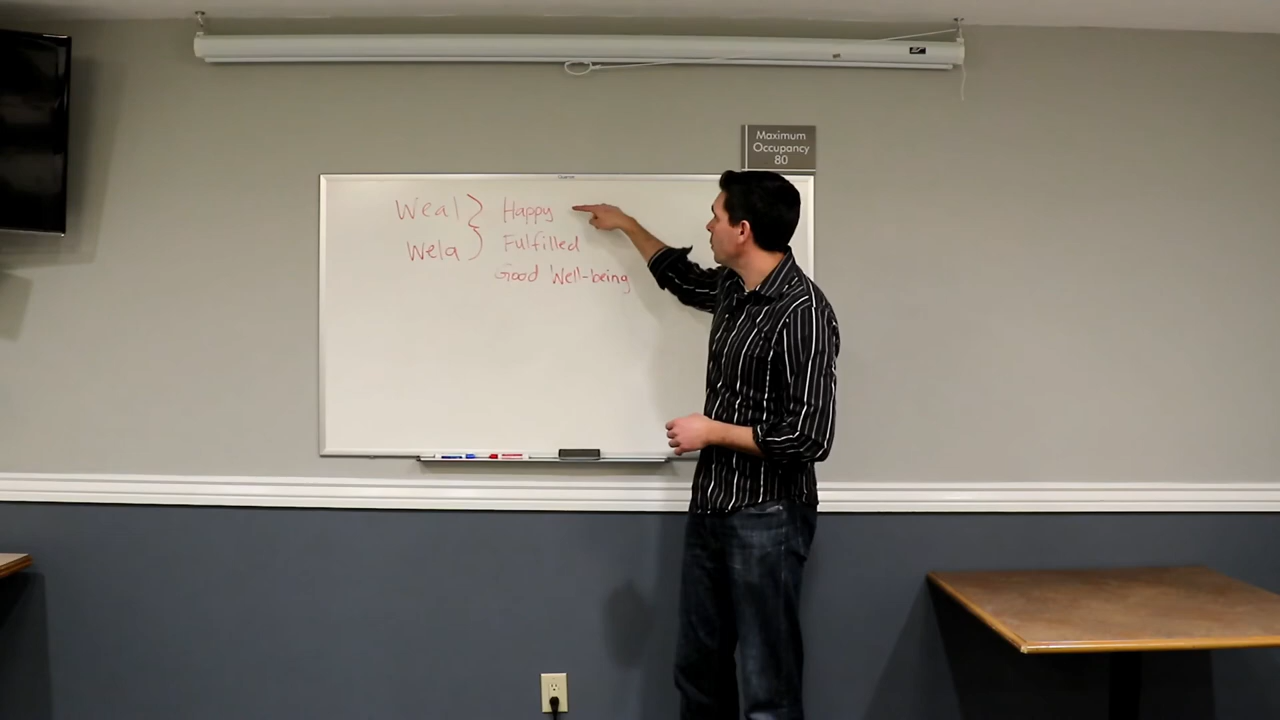 Maximum
Occupancy
80
Weal } Happy
Wela Fulfilled
Good Well-being